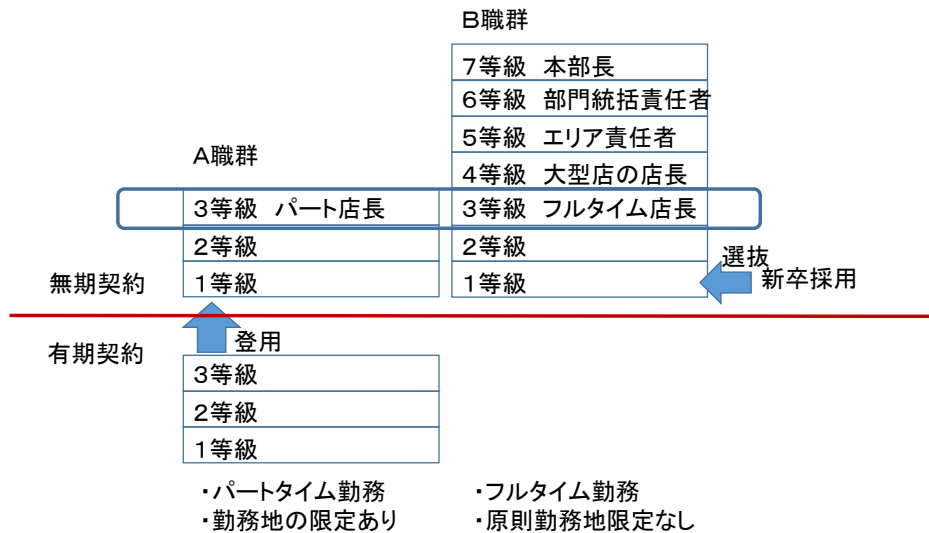 B職群
7等級 本部長
6等級 部門統括責任者
5等級 エリア責任者
A職群
4等級 大型店の店長
3等級 パート店長
3等級 フルタイム店長
2等級
2等級
選抜
無期契約
1等級
1等級
新卒採用
有期契約
登用
3等級
2等級
1等級
・パートタイム勤務
・勤務地の限定あり
・フルタイム勤務
・原則勤務地限定なし